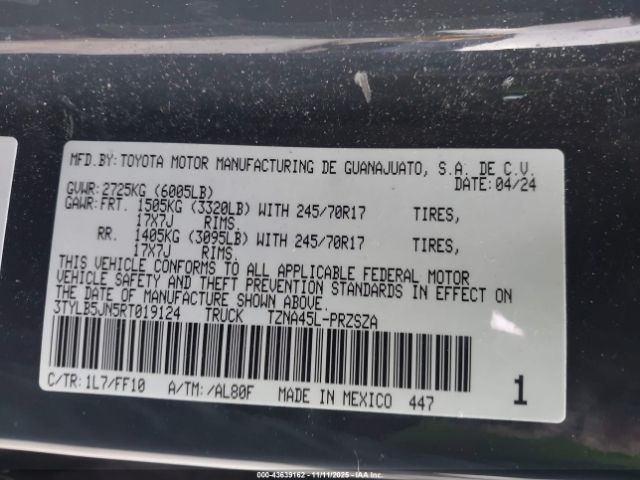 MFD.BY: TOYOTA MOTOR MANUFACTURING DE GUANAJUATO, S.A. DE C.V.
DATE: 04/24
GVWR: 2725KG (6005LB)
GAWR: FRT. 1505KG (3320LB) WITH 245/70R17 TIRES,
17X7J RIMS.
RR. 1405KG (3095LB) WITH 245/70R17 TIRES,
17X7J RIMS.
THIS VEHICLE CONFORMS TO ALL APPLICABLE FEDERAL MOTOR
VEHICLE SAFETY AND THEFT PREVENTION STANDARDS IN EFFECT ON
THE DATE OF MANUFACTURE SHOWN ABOVE.
3TYLB5JN5RT019124 TRUCK TZNA45L-PRZSZA
C/TR: 1L7/FF10 A/TM: /AL80F MADE IN MEXICO 447 1
00-43639162 - 11/11/2025 - IAA Inc.